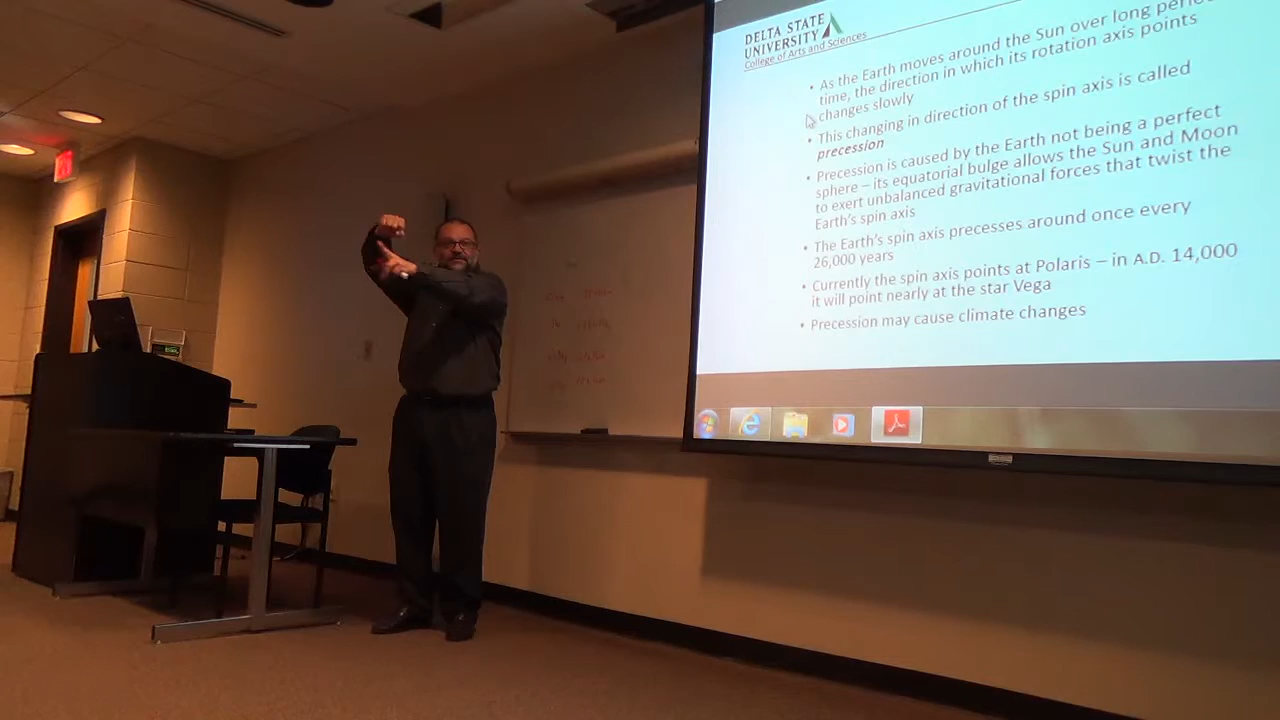 DELTA STATE
UNIVERSITY
College of Arts and Sciences
• As the Earth moves around the Sun over long
time, the direction in which its rotation axis points
changes slowly
• This changing in direction of the spin axis is called
precession
• Precession is caused by the Earth not being a perfect
sphere – its equatorial bulge allows the Sun and Moon
to exert unbalanced gravitational forces that twist the
Earth's spin axis
• The Earth's spin axis precesses around once every
26,000 years
• Currently the spin axis points at Polaris – in A.D. 14,000
it will point nearly at the star Vega
• Precession may cause climate changes